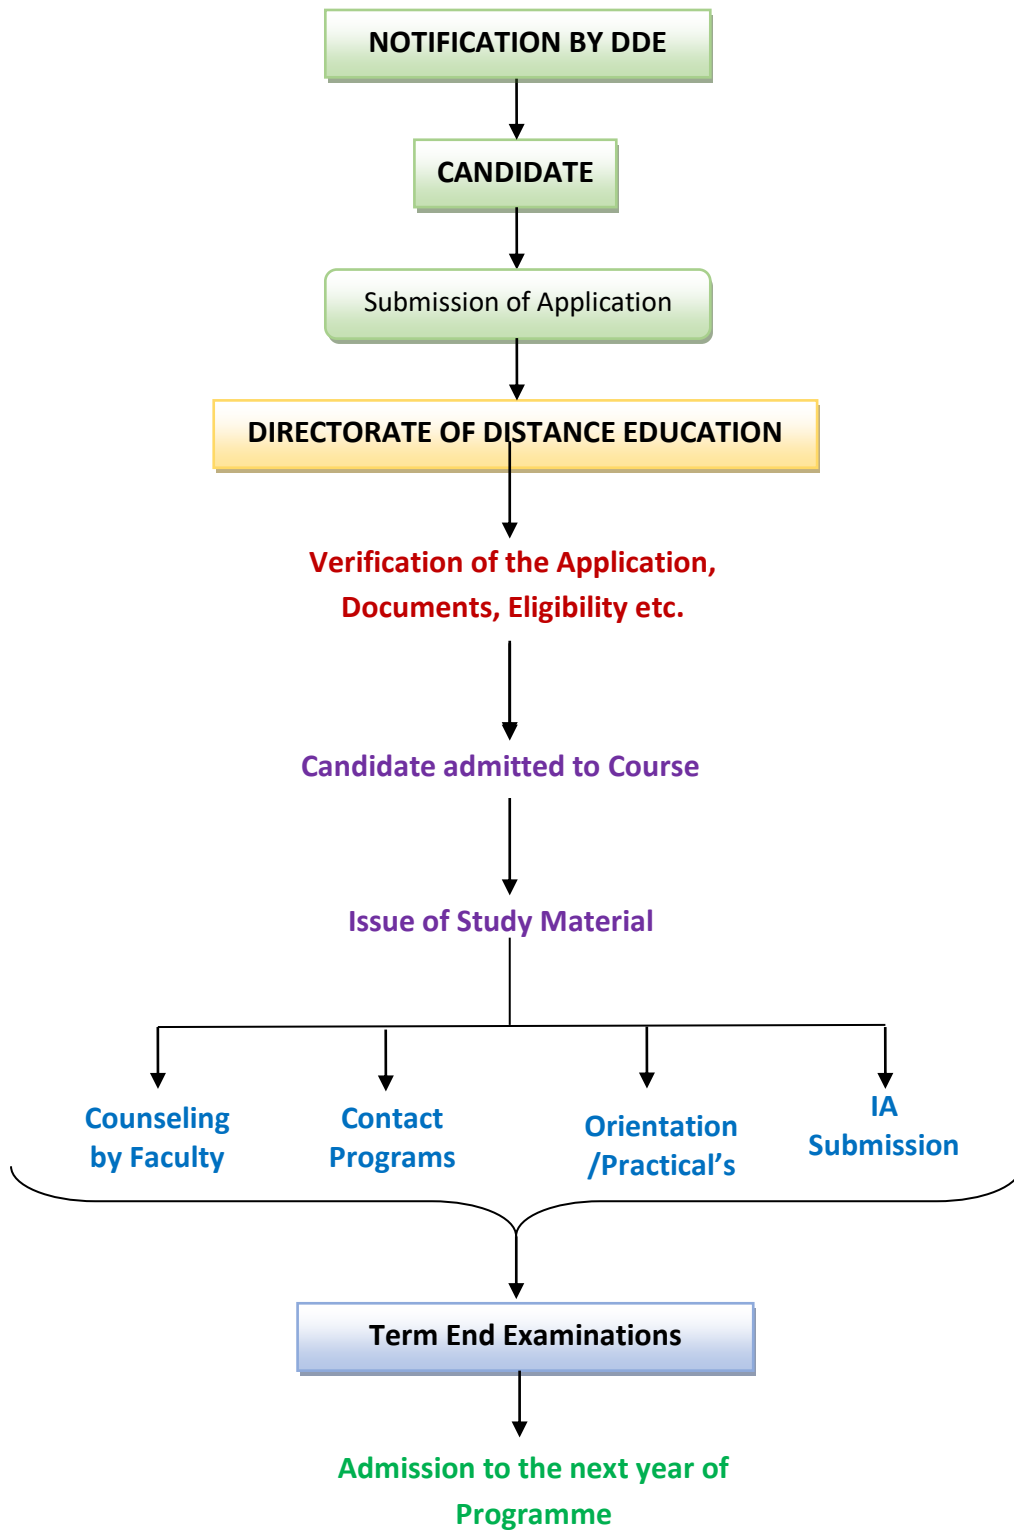 NOTIFICATION BY DDE
CANDIDATE
Submission of Application
DIRECTORATE OF DISTANCE EDUCATION
Verification of the Application,
Documents, Eligibility etc.
Candidate admitted to Course
Issue of Study Material
Counseling
by Faculty
Contact
Programs
Orientation
/Practical’s
IA
Submission
Term End Examinations
Admission to the next year of
Programme